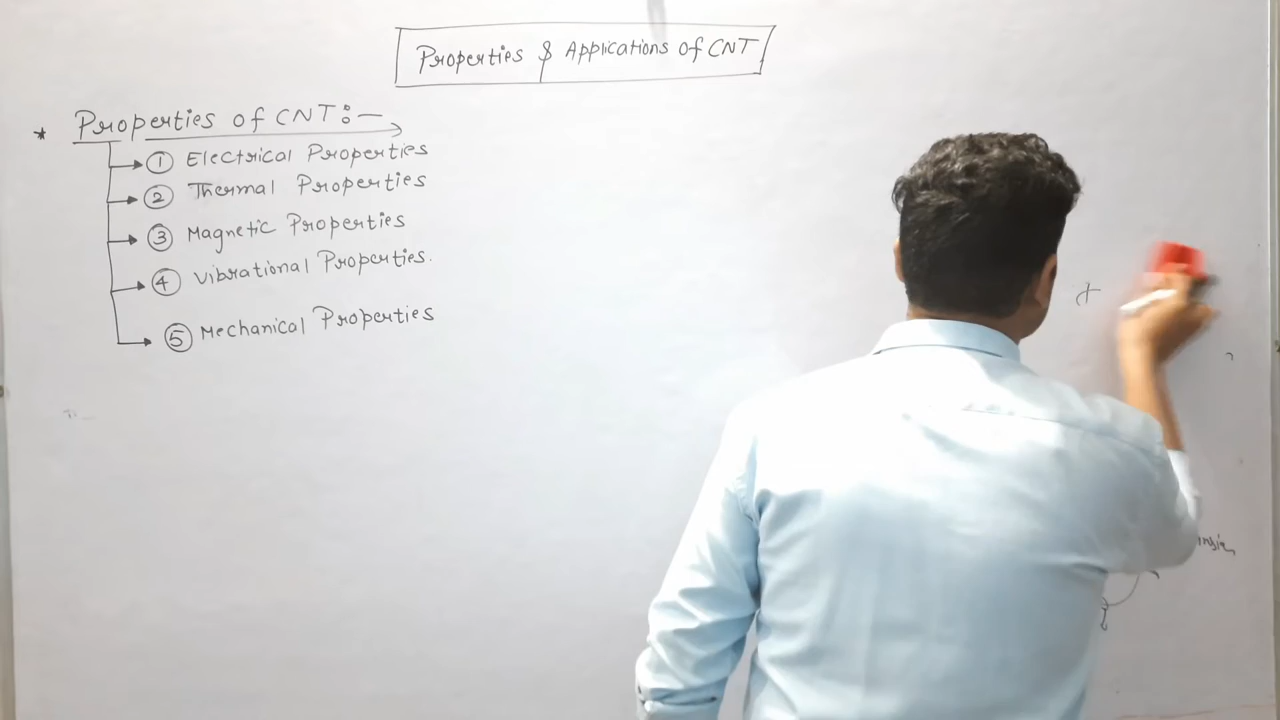 Properties & Applications of CNT
* Properties of CNT:-
① Electrical Properties
② Thermal Properties
③ Magnetic Properties
④ Vibrational Properties.
⑤ Mechanical Properties